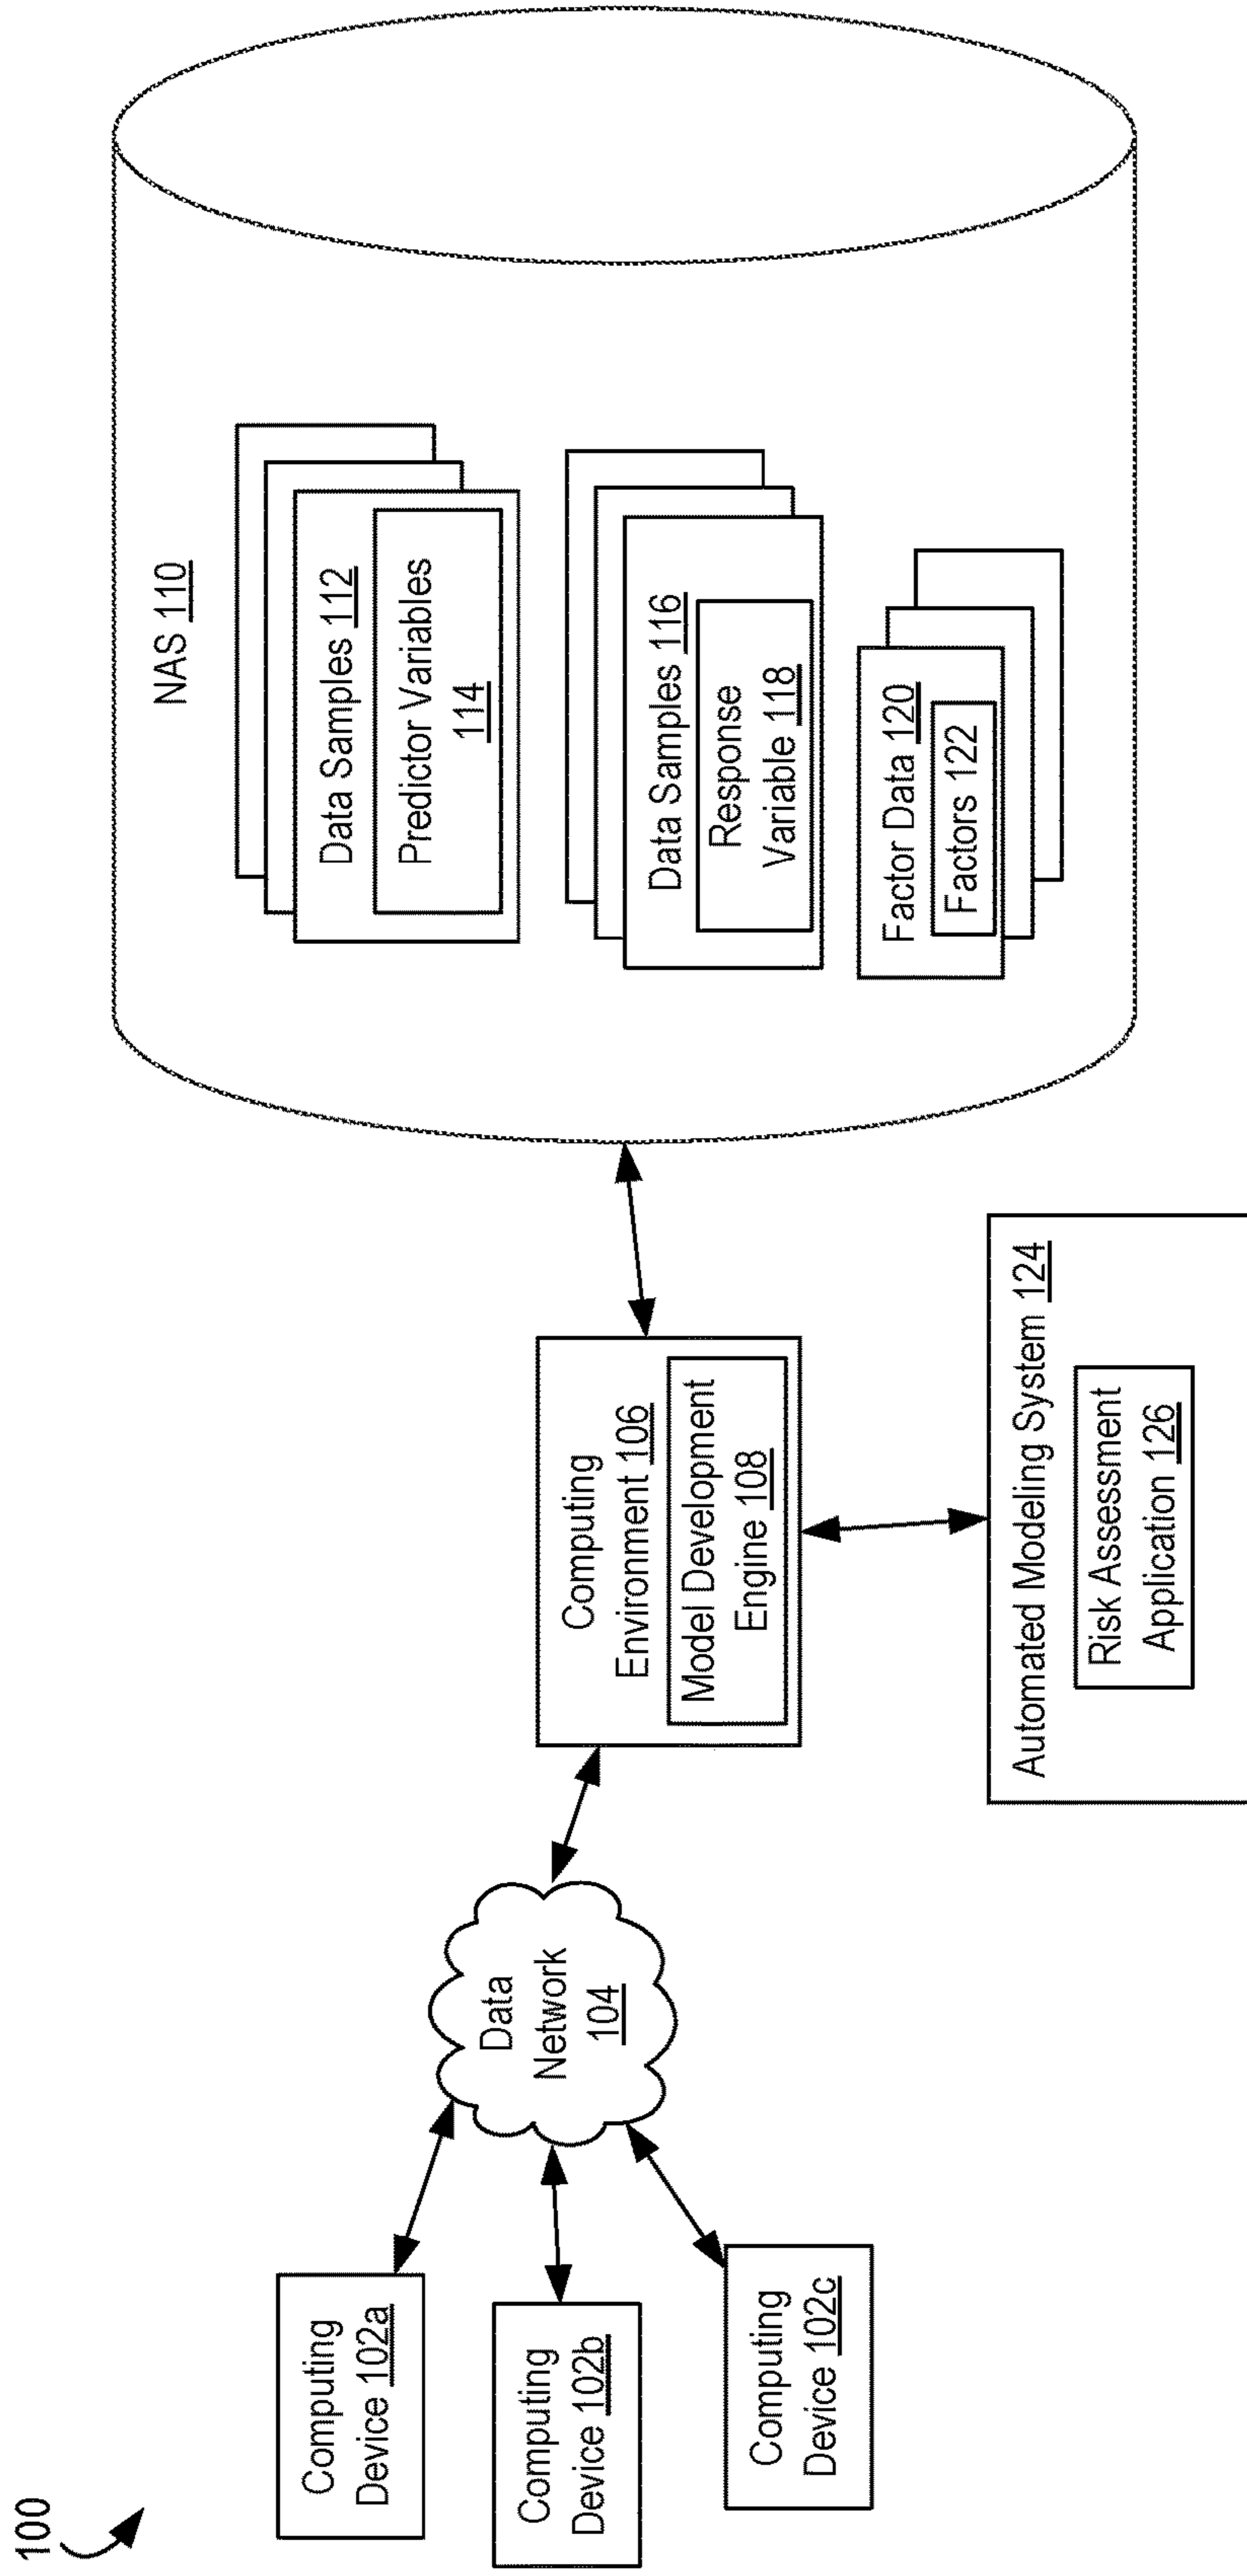 100
Computing
Device 102a
Computing
Device 102b
Computing
Device 102c
Data
Network
104
Computing
Environment 106
Model Development
Engine 108
Automated Modeling System 124
Risk Assessment
Application 126
NAS 110
Data Samples 112
Predictor Variables
114
Data Samples 116
Response
Variable 118
Factor Data 120
Factors 122